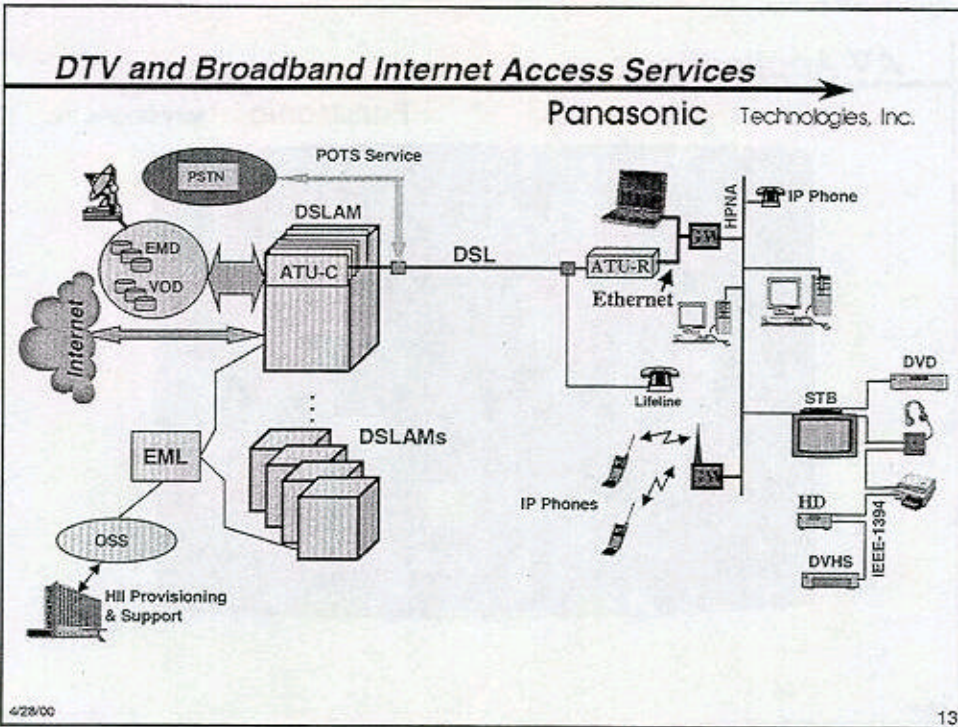 DTV and Broadband Internet Access Services
Panasonic Technologies, Inc.
POTS Service
PSTN
DSLAM
HPNA
IP Phone
GW
EMD
VOD
ATU-C
DSL
ATU-R
Ethernet
Internet
Lifeline
DVD
STB
DSLAMs
EML
IP Phones
HD
IEEE-1394
OSS
DVHS
HII Provisioning
& Support
4/28/00
13